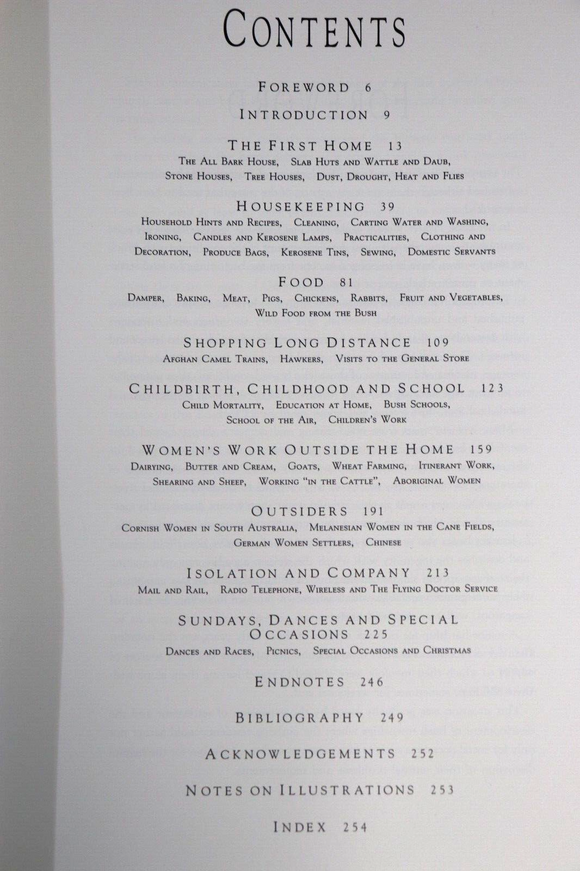 CONTENTS
FOREWORD 6
INTRODUCTION 9
THE FIRST HOME 13
THE ALL BARK HOUSE, SLAB HUTS AND WATTLE AND DAUB,
STONE HOUSES, TREE HOUSES, DUST, DROUGHT, HEAT AND FLIES
HOUSEKEEPING 39
HOUSEHOLD HINTS AND RECIPES, CLEANING, CARTING WATER AND WASHING,
IRONING, CANDLES AND KEROSENE LAMPS, PRACTICALITIES, CLOTHING AND
DECORATION, PRODUCE BAGS, KEROSENE TINS, SEWING, DOMESTIC SERVANTS
FOOD 81
DAMPER, BAKING, MEAT, PIGS, CHICKENS, RABBITS, FRUIT AND VEGETABLES,
WILD FOOD FROM THE BUSH
SHOPPING LONG DISTANCE 109
AFGHAN CAMEL TRAINS, HAWKERS, VISITS TO THE GENERAL STORE
CHILDBIRTH, CHILDHOOD AND SCHOOL 123
CHILD MORTALITY, EDUCATION AT HOME, BUSH SCHOOLS,
SCHOOL OF THE AIR, CHILDREN'S WORK
WOMEN'S WORK OUTSIDE THE HOME 159
DAIRYING, BUTTER AND CREAM, GOATS, WHEAT FARMING, ITINERANT WORK,
SHEARING AND SHEEP, WORKING "IN THE CATTLE", ABORIGINAL WOMEN
OUTSIDERS 191
CORNISH WOMEN IN SOUTH AUSTRALIA, MELANESIAN WOMEN IN THE CANE FIELDS,
GERMAN WOMEN SETTLERS, CHINESE
ISOLATION AND COMPANY 213
MAIL AND RAIL, RADIO TELEPHONE, WIRELESS AND THE FLYING DOCTOR SERVICE
SUNDAYS, DANCES AND SPECIAL
OCCASIONS 225
DANCES AND RACES, PICNICS, SPECIAL OCCASIONS AND CHRISTMAS
ENDNOTES 246
BIBLIOGRAPHY 249
ACKNOWLEDGEMENTS 252
NOTES ON ILLUSTRATIONS 253
INDEX 254